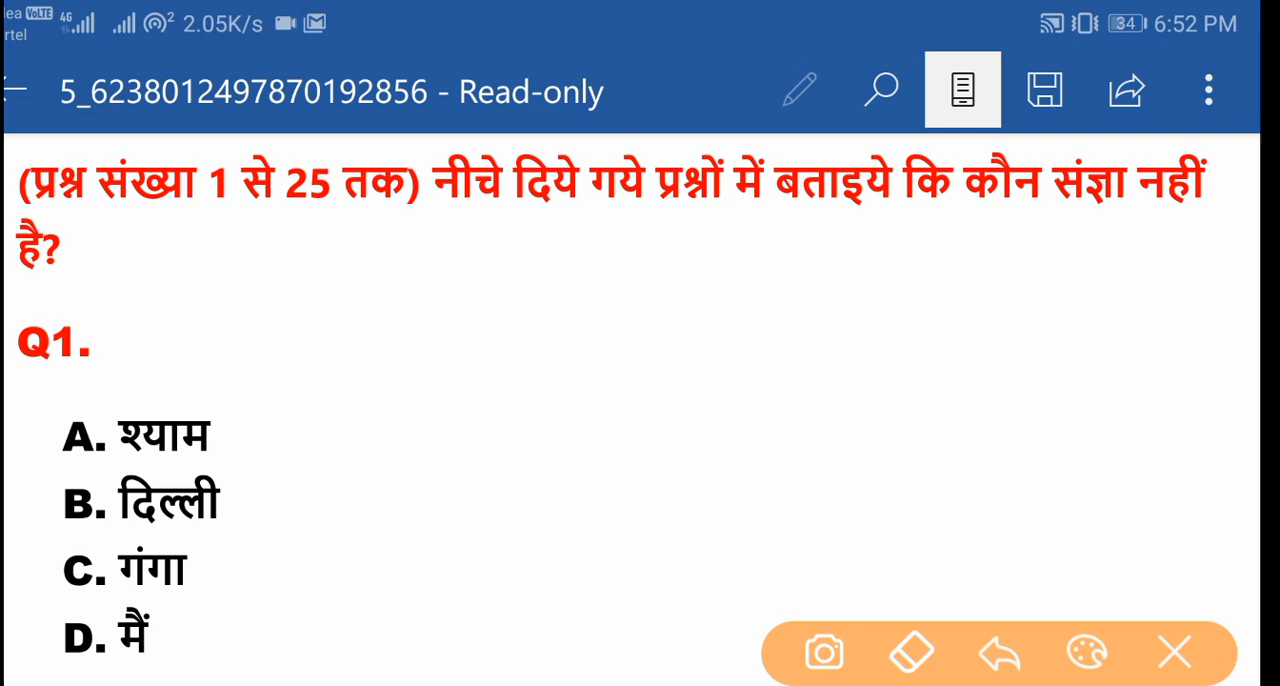 ea VoLTE 4G 2 2.05K/s 34 6:52 PM
rtel
5_6238012497870192856 - Read-only
(प्रश्न संख्या 1 से 25 तक) नीचे दिये गये प्रश्नों में बताइये कि कौन संज्ञा नहीं
है?
Q1.
A. श्याम
B. दिल्ली
C. गंगा
D. मैं